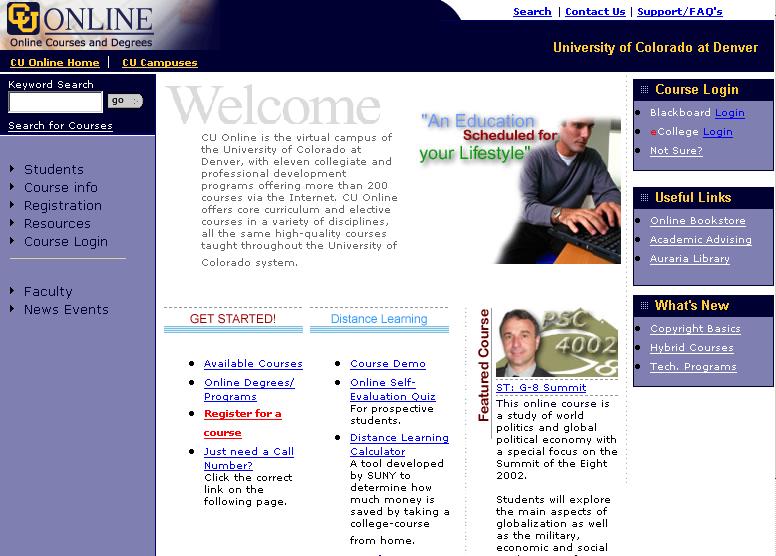 CU ONLINE
Online Courses and Degrees
Search | Contact Us | Support/FAQ's
University of Colorado at Denver
CU Online Home | CU Campuses
Keyword Search
go
Search for Courses
Students
Course info
Registration
Resources
Course Login
Faculty
News Events
Welcome
CU Online is the virtual campus of
the University of Colorado at
Denver, with eleven collegiate and
professional development
programs offering more than 200
courses via the Internet. CU Online
offers core curriculum and elective
courses in a variety of disciplines,
all the same high-quality courses
taught throughout the University of
Colorado system.
"An Education
Scheduled for
your Lifestyle"
GET STARTED!
Available Courses
Online Degrees/
Programs
Register for a
course
Just need a Call
Number?
Click the correct
link on the
following page.
Distance Learning
Course Demo
Online Self-
Evaluation Quiz
For prospective
students.
Distance Learning
Calculator
A tool developed
by SUNY to
determine how
much money is
saved by taking a
college-course
from home.
Featured Course
PSC
4002
G8
ST: G-8 Summit
This online course is
a study of world
politics and global
political economy with
a special focus on the
Summit of the Eight
2002.
Students will explore
the main aspects of
globalization as well
as the military,
economic and social
Course Login
Blackboard Login
eCollege Login
Not Sure?
Useful Links
Online Bookstore
Academic Advising
Auraria Library
What's New
Copyright Basics
Hybrid Courses
Tech. Programs